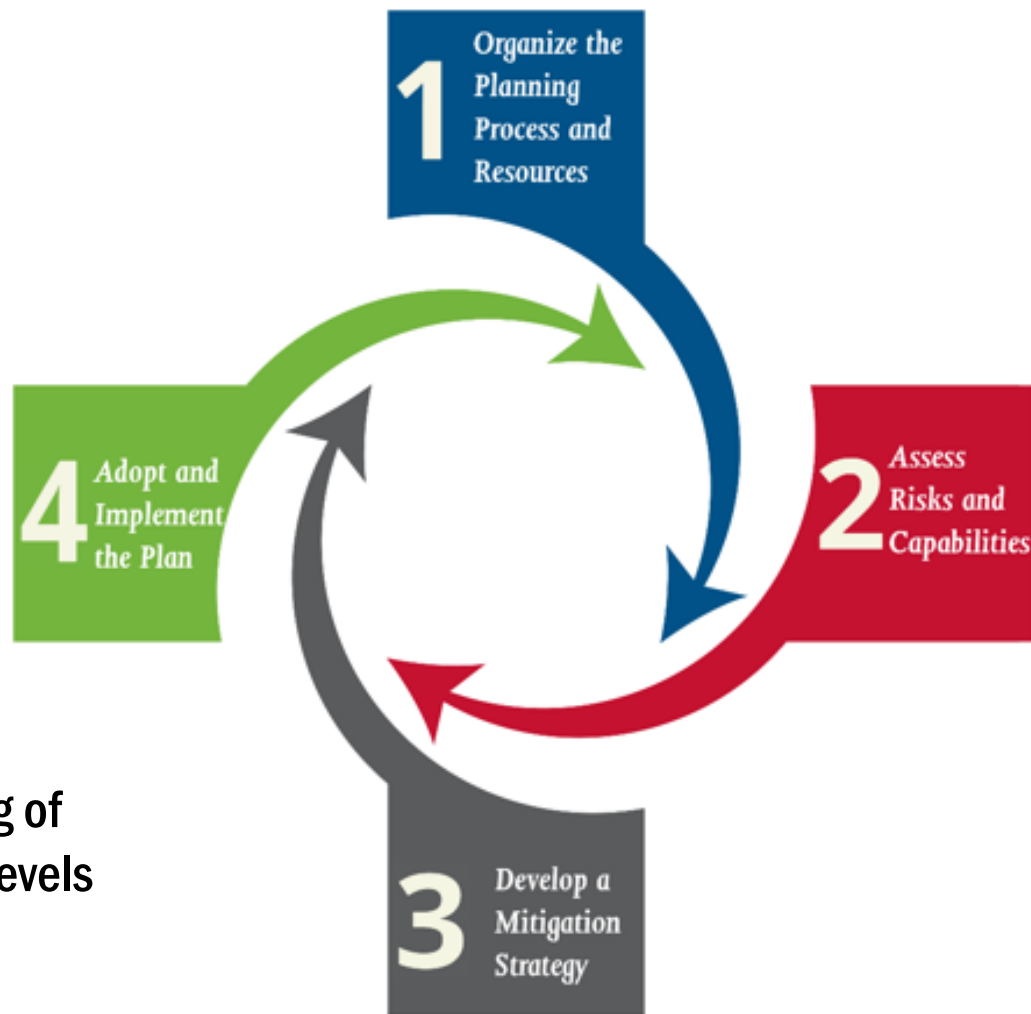 1
Organize the
Planning
Process and
Resources
2
Assess
Risks and
Capabilities
3
Develop a
Mitigation
Strategy
4
Adopt and
Implement
the Plan
of